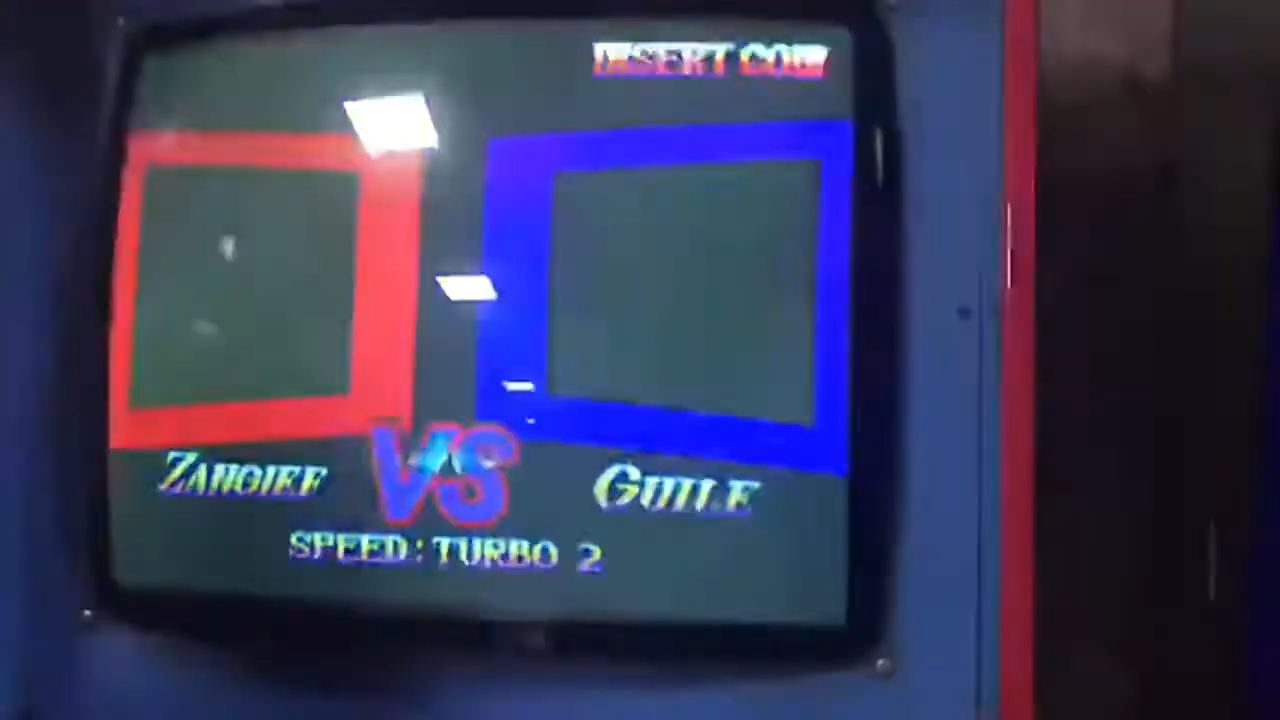 INSERT COIN
ZANGIEF
VS
GUILE
SPEED: TURBO 2